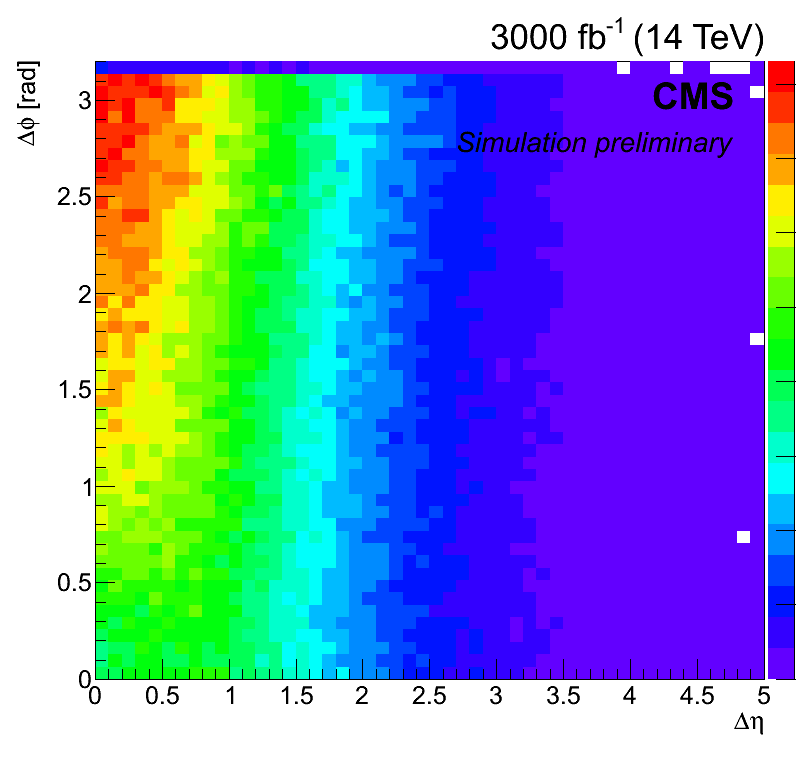 3000 fb-1 (14 TeV)
Δϕ [rad]
CMS
Simulation preliminary
3
2.5
2
1.5
1
0.5
0
0 0.5 1 1.5 2 2.5 3 3.5 4 4.5 5
Δη